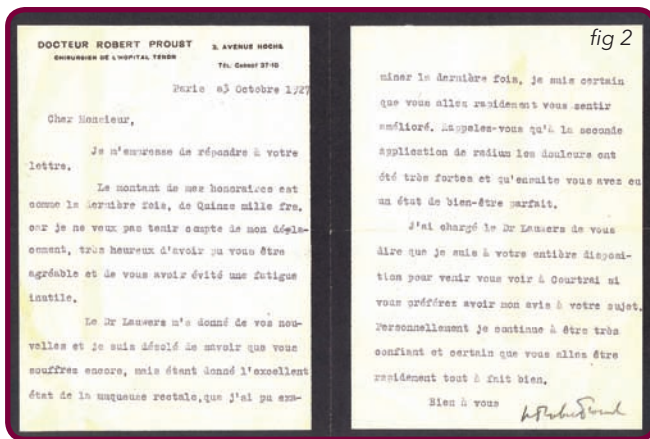 fig 2
DOCTEUR ROBERT PROUST
CHIRURGIEN DE L'HOPITAL TENON
2, AVENUE HOCHE
TÉL. CARNOT 37-10
Paris 23 Octobre 1927
Cher Monsieur,
Je m'empresse de répondre à votre
lettre.
Le montant de mes honoraires est
comme la dernière fois, de Quinze mille frs.
car je ne veux pas tenir compte de mon dépla-
cement, très heureux d'avoir pu vous être
agréable et de vous avoir évité une fatigue
inutile.
Le Dr Lauwers m'a donné de vos nou-
velles et je suis désolé de savoir que vous
souffrez encore, mais étant donné l'excellent
état de la muqueuse rectale,que j'ai pu exa-
miner la dernière fois, je suis certain
que vous allez rapidement vous sentir
amélioré. Rappelez-vous qu'à la seconde
application de radium les douleurs ont
été très fortes et qu'ensuite vous avez eu
un état de bien-être parfait.
J'ai chargé le Dr Lauwers de vous
dire que je suis à votre entière disposi-
tion pour venir vous voir à Courtrai si
vous préférez avoir mon avis à votre sujet.
Personnellement je continue à être très
confiant et certain que vous allez être
rapidement tout à fait bien.
Bien à vous